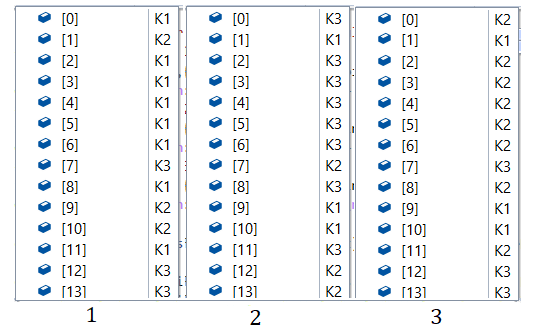 [0] K1 [0] K3 [0] K2
[1] K2 [1] K1 [1] K1
[2] K1 [2] K3 [2] K2
[3] K1 [3] K3 [3] K2
[4] K1 [4] K3 [4] K2
[5] K1 [5] K3 [5] K2
[6] K1 [6] K3 [6] K2
[7] K3 [7] K2 [7] K3
[8] K1 [8] K3 [8] K2
[9] K2 [9] K1 [9] K1
[10] K2 [10] K1 [10] K1
[11] K1 [11] K3 [11] K2
[12] K3 [12] K2 [12] K3
[13] K3 [13] K2 [13] K3
1 2 3